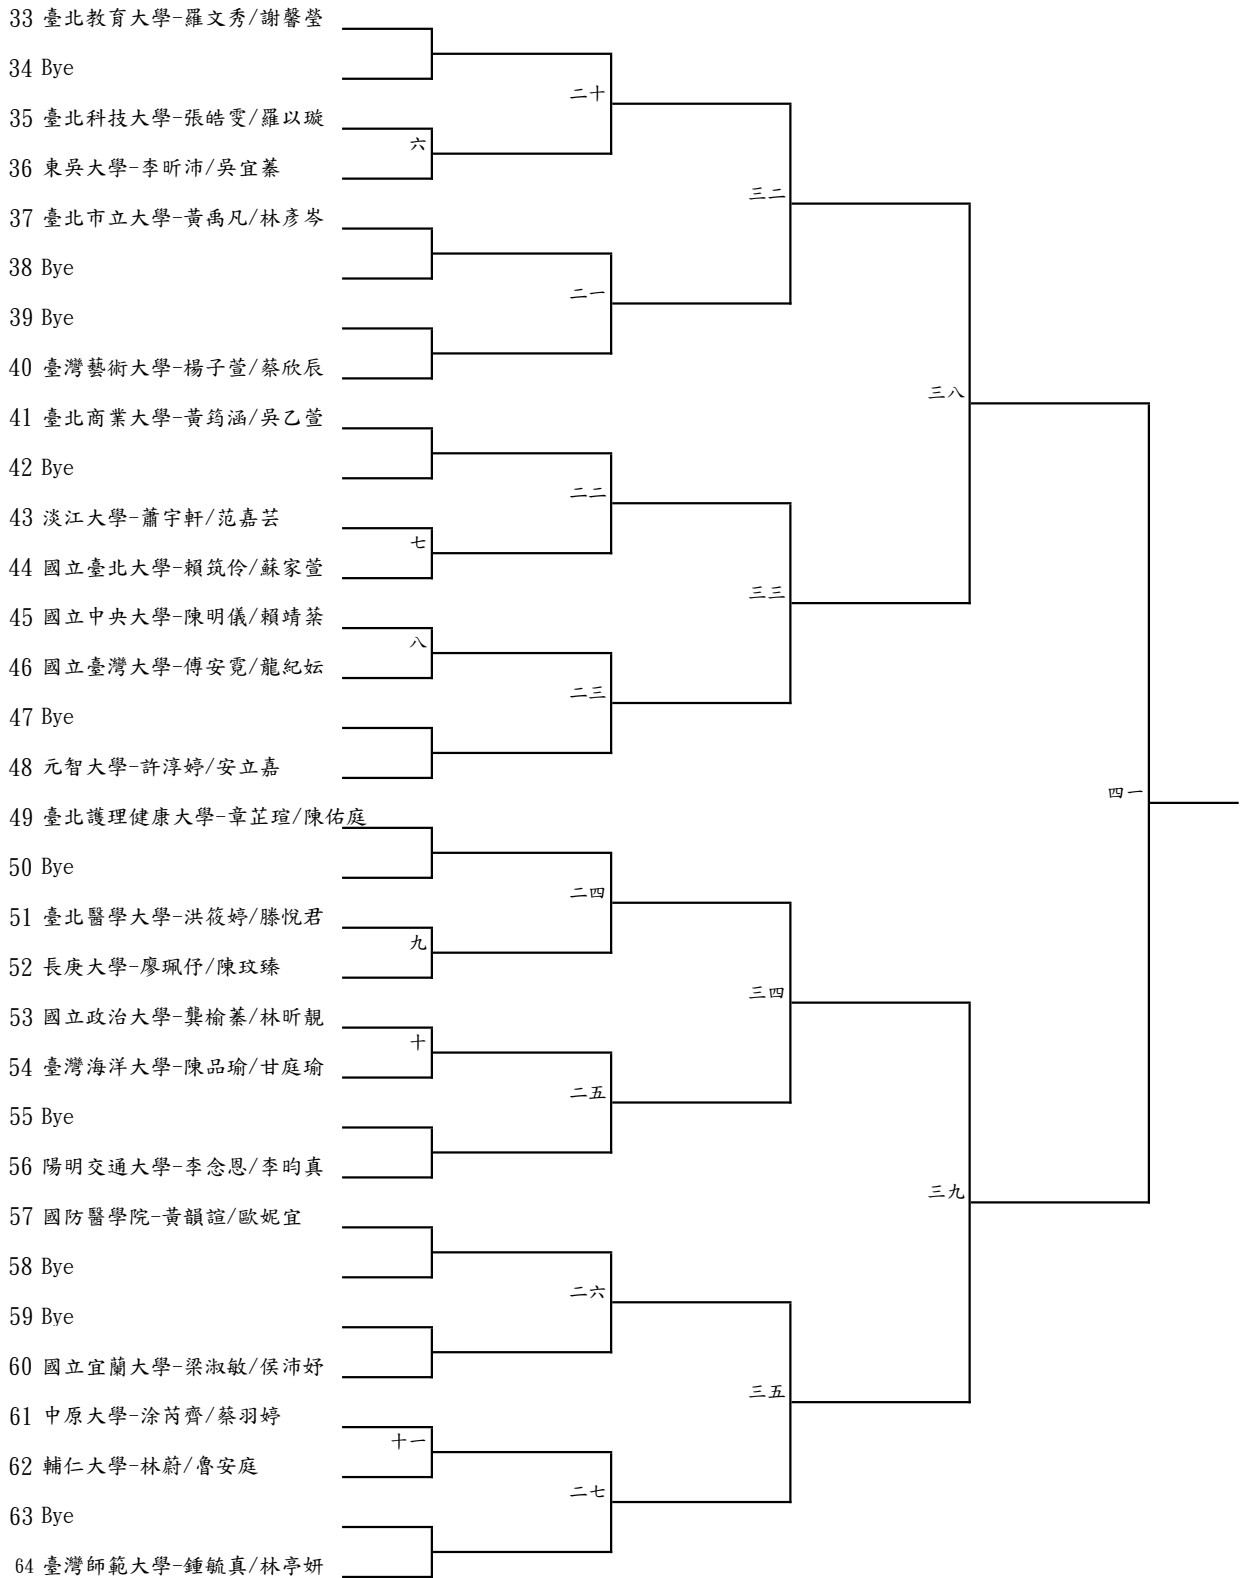 33 臺北教育大學-羅文秀/謝馨瑩
34 Bye
二十
35 臺北科技大學-張皓雯/羅以璇
六
36 東吳大學-李昕沛/吳宜蓁
三二
37 臺北市立大學-黃禹凡/林彥岑
38 Bye
二一
39 Bye
40 臺灣藝術大學-楊子萱/蔡欣辰
三八
41 臺北商業大學-黃筠涵/吳乙萱
42 Bye
二二
43 淡江大學-蕭宇軒/范嘉芸
七
44 國立臺北大學-賴筑伶/蘇家萱
三三
45 國立中央大學-陳明儀/賴靖棻
八
46 國立臺灣大學-傅安霓/龍紀妘
二三
47 Bye
48 元智大學-許淳婷/安立嘉
四一
49 臺北護理健康大學-章芷瑄/陳佑庭
50 Bye
二四
51 臺北醫學大學-洪筱婷/滕悅君
九
52 長庚大學-廖珮伃/陳玟臻
三四
53 國立政治大學-龔榆蓁/林昕靚
十
54 臺灣海洋大學-陳品瑜/甘庭瑜
二五
55 Bye
56 陽明交通大學-李念恩/李昀真
三九
57 國防醫學院-黃韻諠/歐妮宜
58 Bye
二六
59 Bye
60 國立宜蘭大學-梁淑敏/侯沛妤
三五
61 中原大學-涂芮齊/蔡羽婷
十一
62 輔仁大學-林蔚/魯安庭
二七
63 Bye
64 臺灣師範大學-鍾毓真/林亭妍